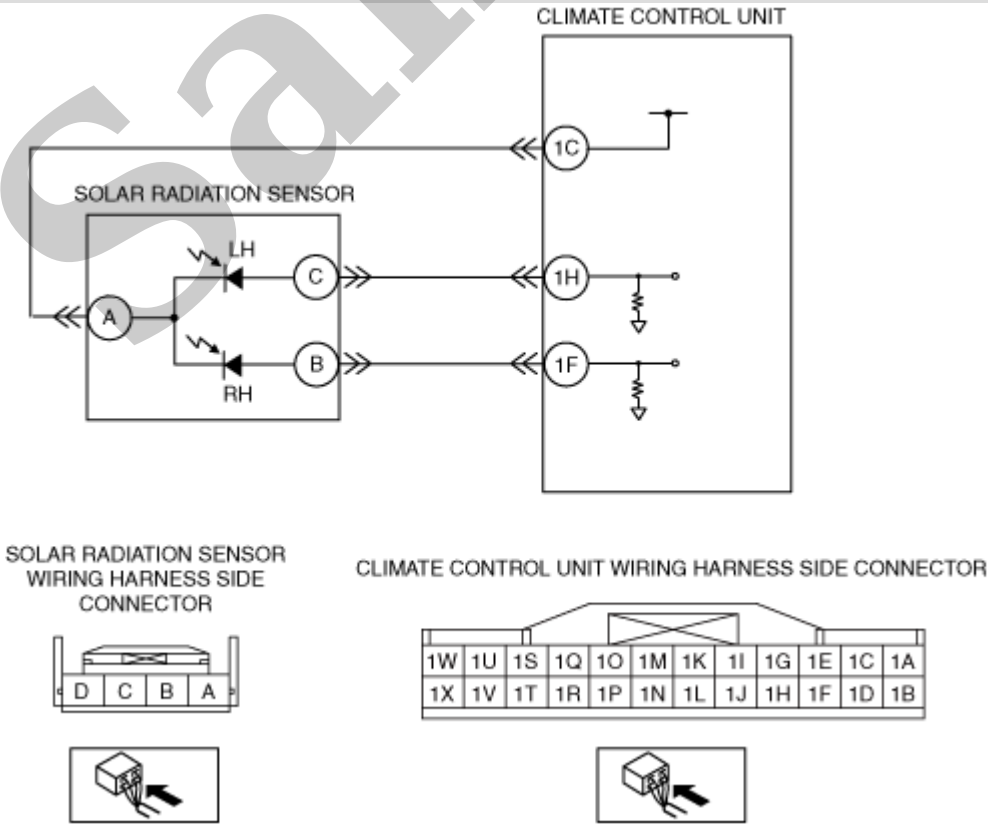 CLIMATE CONTROL UNIT
1C
SOLAR RADIATION SENSOR
LH
C
1H
A
B
1F
RH
SOLAR RADIATION SENSOR
WIRING HARNESS SIDE
CONNECTOR
CLIMATE CONTROL UNIT WIRING HARNESS SIDE CONNECTOR
D C B A
1W 1U 1S 1Q 1O 1M 1K 1I 1G 1E 1C 1A
1X 1V 1T 1R 1P 1N 1L 1J 1H 1F 1D 1B